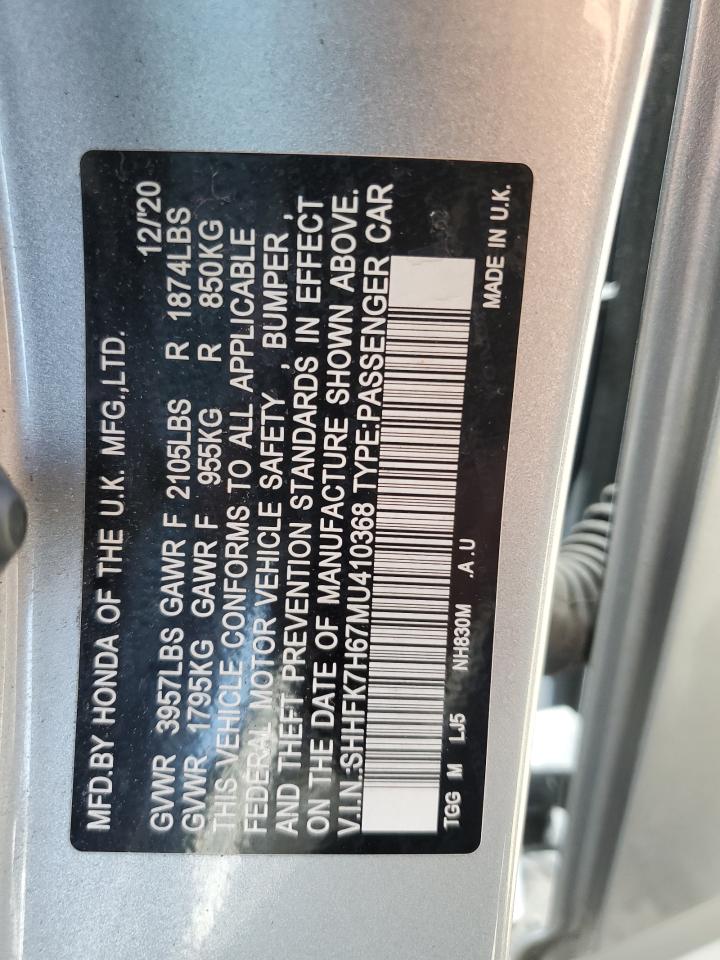 MFD.BY HONDA OF THE U.K. MFG.,LTD. 12/'20
GVWR 3957LBS GAWR F 2105LBS R 1874LBS
GVWR 1795KG GAWR F 955KG R 850KG
THIS VEHICLE CONFORMS TO ALL APPLICABLE
FEDERAL MOTOR VEHICLE SAFETY , BUMPER ,
AND THEFT PREVENTION STANDARDS IN EFFECT
ON THE DATE OF MANUFACTURE SHOWN ABOVE.
V.I.N.:SHHFK7H67MU410368 TYPE:PASSENGER CAR
TGG M LJ5 NH830M .A .U MADE IN U.K.